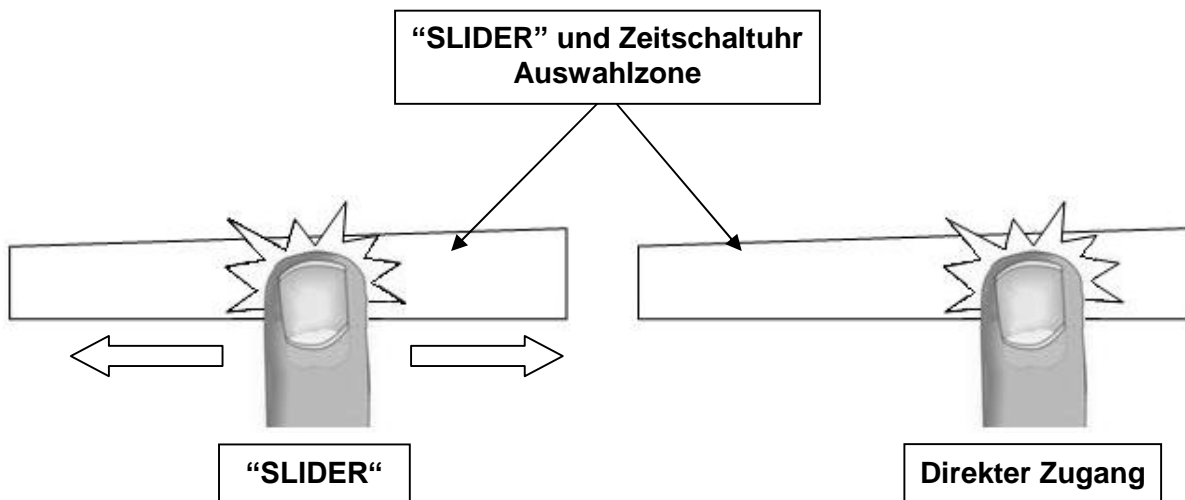 “SLIDER” und Zeitschaltuhr
Auswahlzone
“SLIDER“
Direkter Zugang